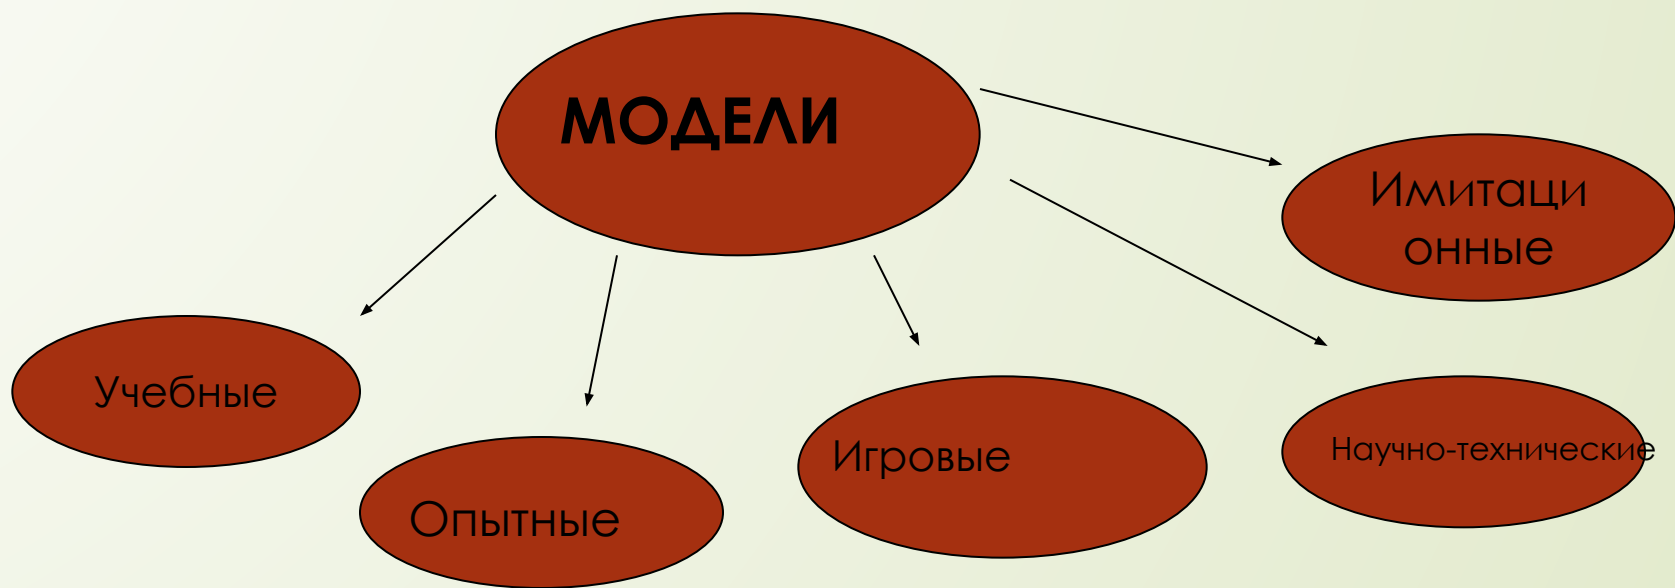 МОДЕЛИ
Имитаци
онные
Учебные
Опытные
Игровые
Научно-технические